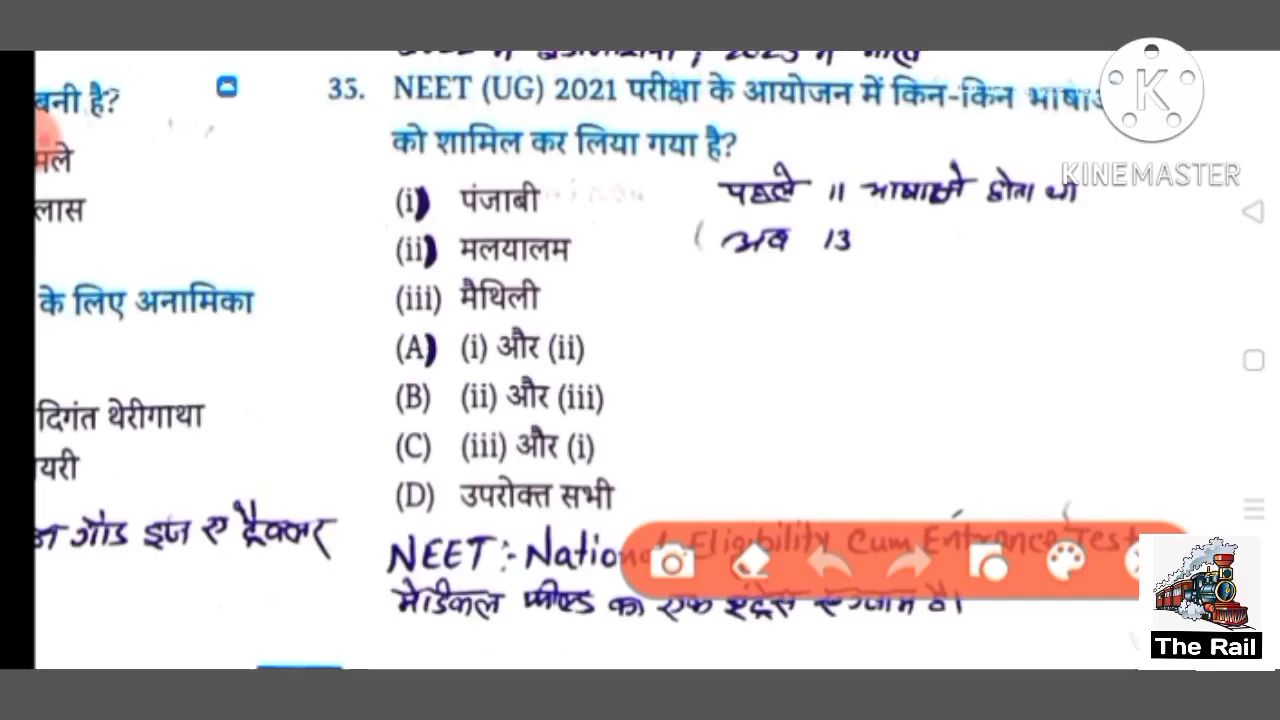 बनी है?
लास
के लिए अनामिका
दिगंत थेरीगाथा
यरी
35. NEET (UG) 2021 परीक्षा के आयोजन में किन-किन
को शामिल कर लिया गया है?
(i) पंजाबी
(ii) मलयालम
(iii) मैथिली
(A) (i) और (ii)
(B) (ii) और (iii)
(C) (iii) और (i)
(D) उपरोक्त सभी
पहले 11 होता था
अब 13
NEET :- National Eligibility Cum Entrance Test
मेडिकल फील्ड का एक एग्जाम है।
K
KINEMASTER
The Rail